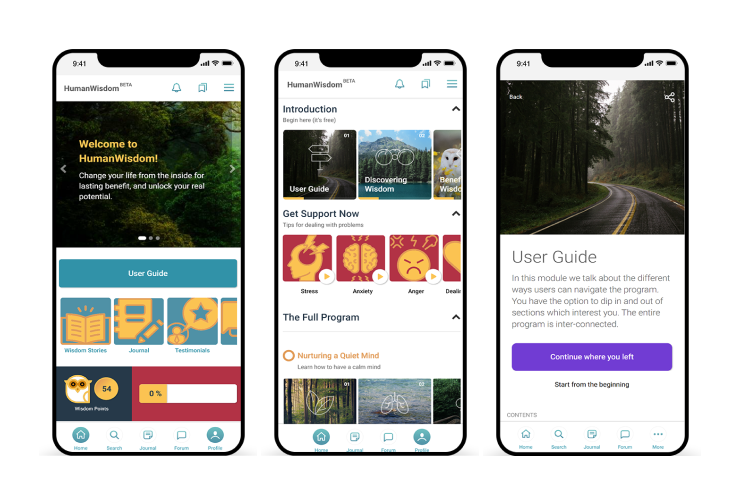 9:41
HumanWisdom BETA
Welcome to
HumanWisdom!
Change your life from the inside for
lasting benefit, and unlock your real
potential.
User Guide
Wisdom Stories
Journal
Testimonials
54
Wisdom Points
0 %
Home
Search
Journal
Forum
Profile
9:41
HumanWisdom BETA
Introduction
Begin here (it's free)
01
User Guide
02
Discovering
Wisdom
Benef
Wisdo
Get Support Now
Tips for dealing with problems
Stress
Anxiety
Anger
Dealin
The Full Program
Nurturing a Quiet Mind
Learn how to have a calm mind
01
02
Home
Journal
Forum
Profile
9:41
Back
User Guide
In this module we talk about the different
ways users can navigate the program.
You have the option to dip in and out of
sections which interest you. The entire
program is inter-connected.
Continue where you left
Start from the beginning
CONTENTS
Home
Search
Journal
Forum
More